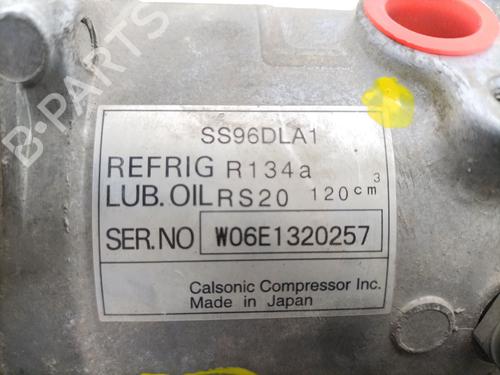 B-PARTS
SS96DLA1
REFRIG R134a
LUB.OIL RS20 120cm³
SER.NO W06E1320257
Calsonic Compressor Inc.
Made in Japan